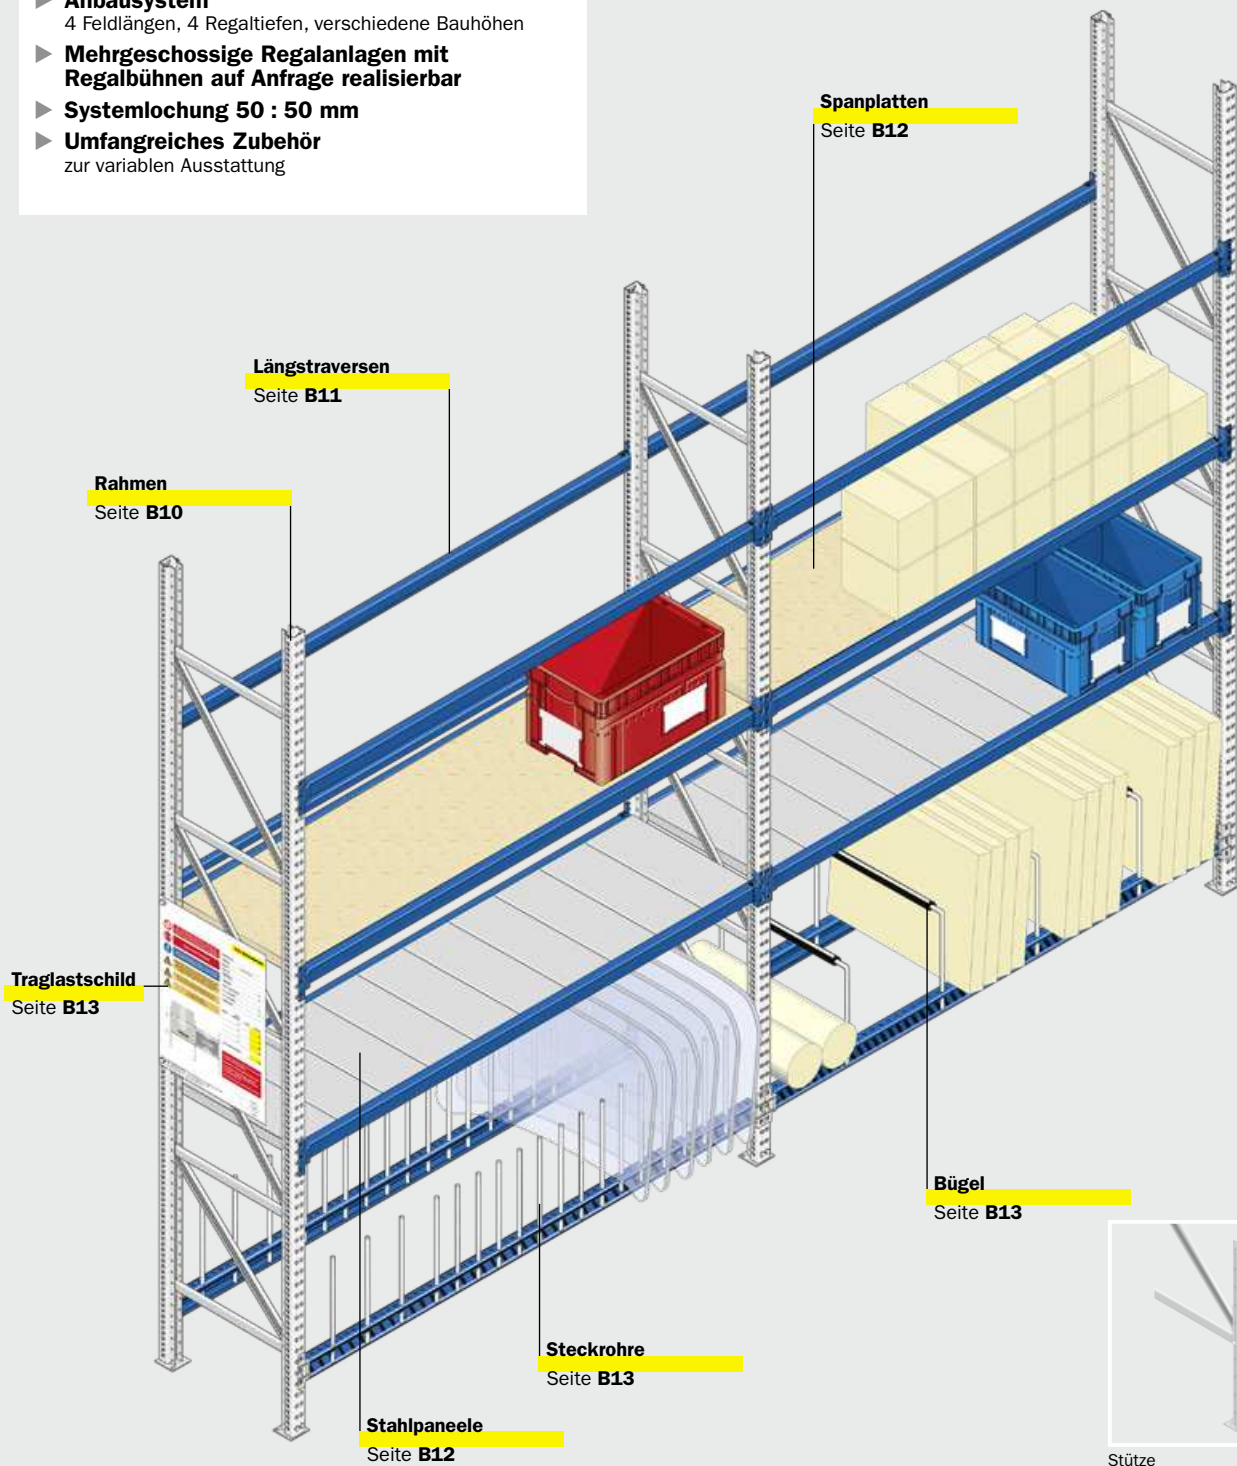 Anbausystem
4 Feldlängen, 4 Regaltiefen, verschiedene Bauhöhen
Mehrgeschossige Regalanlagen mit
Regalbühnen auf Anfrage realisierbar
Systemlochung 50 : 50 mm
Umfangreiches Zubehör
zur variablen Ausstattung
Spanplatten
Seite B12
Längstraversen
Seite B11
Rahmen
Seite B10
Traglastschild
Seite B13
Bügel
Seite B13
Steckrohre
Seite B13
Stahlpaneele
Seite B12
Stütze